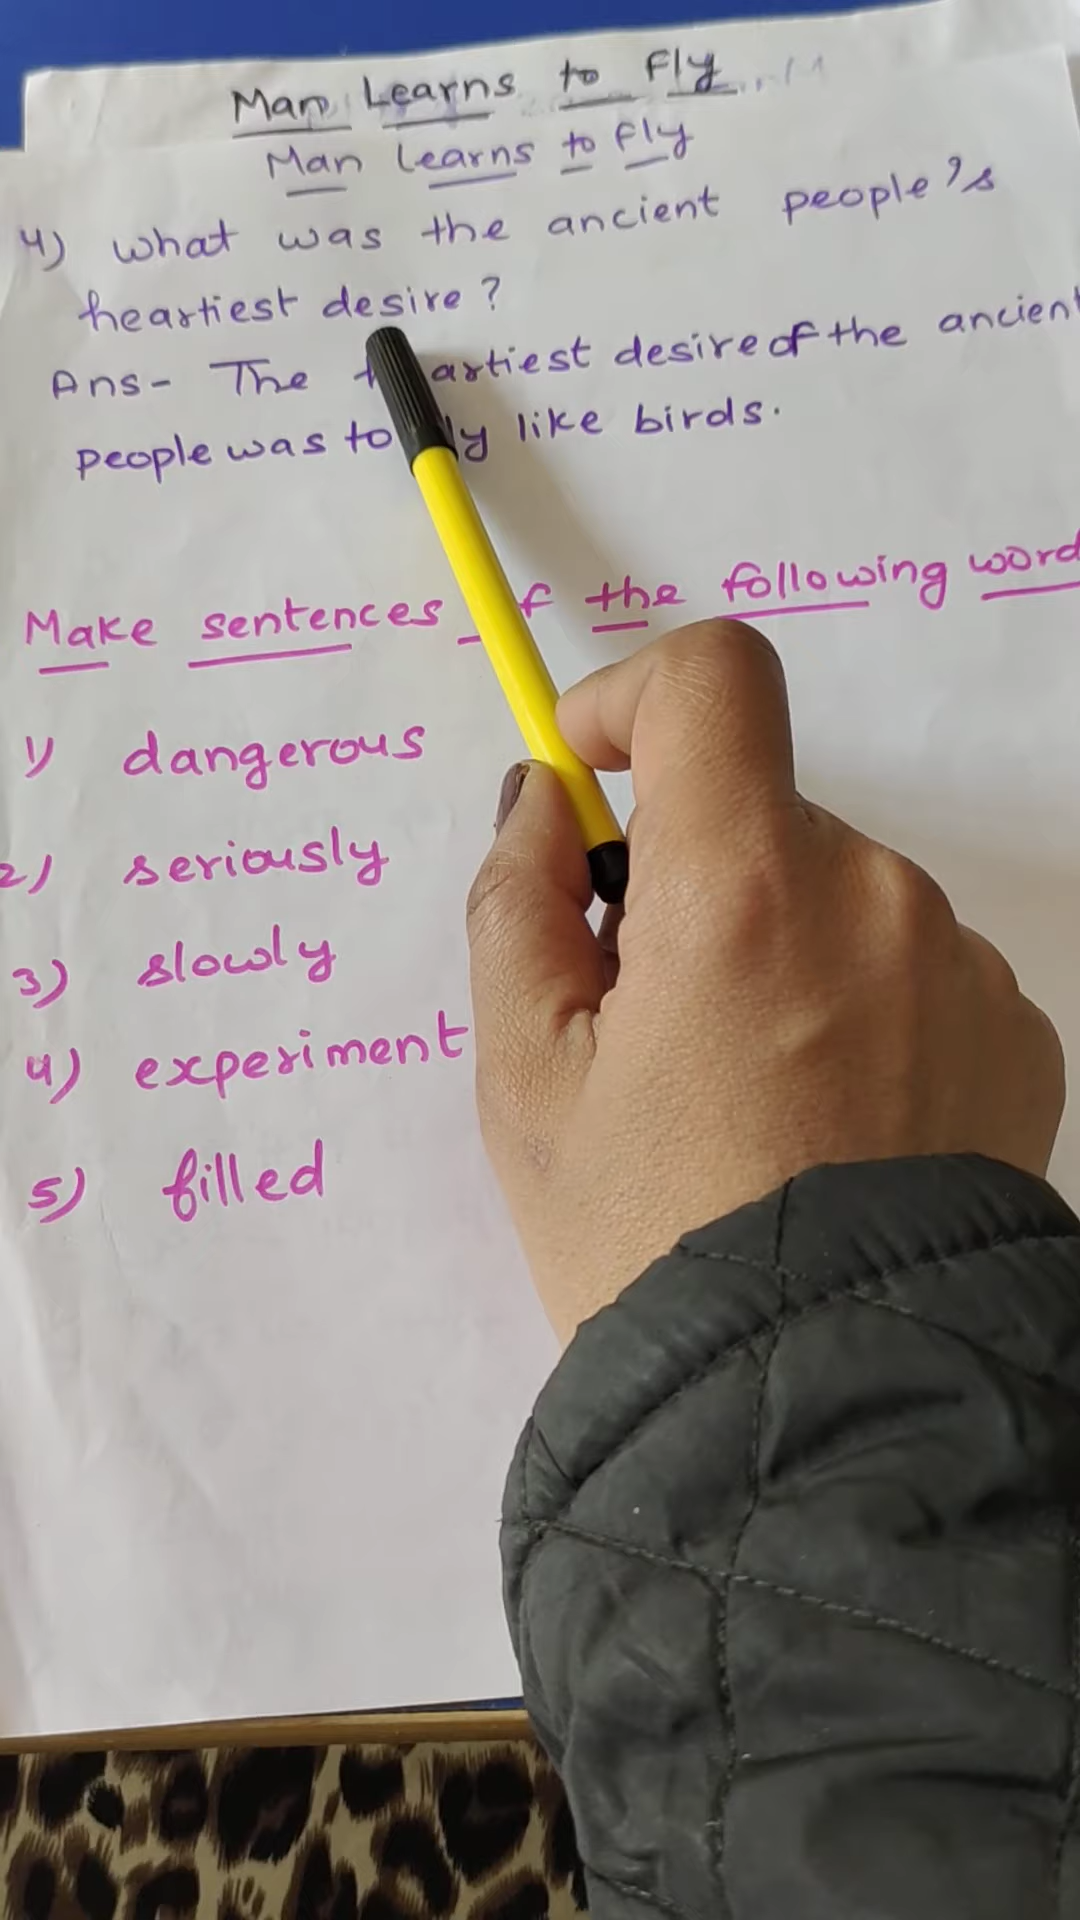 Man Learns to Fly
Man Learns to Fly
4) what was the ancient people's
heartiest desire?
Ans- The desire of the ancient
people was to like birds.
Make sentences the following word
1) dangerous
2) seriously
3) slowly
4) experiment
5) filled